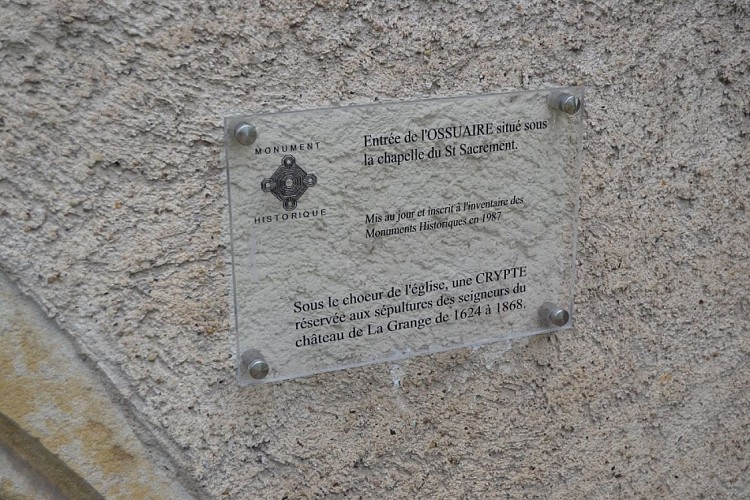 MONUMENT
HISTORIQUE
Entrée de l'OSSUAIRE situé sous
la chapelle du St Sacrement.
Mis au jour et inscrit à l'inventaire des
Monuments Historiques en 1987
Sous le choeur de l'église, une CRYPTE
réservée aux sépultures des seigneurs du
château de La Grange de 1624 à 1868.